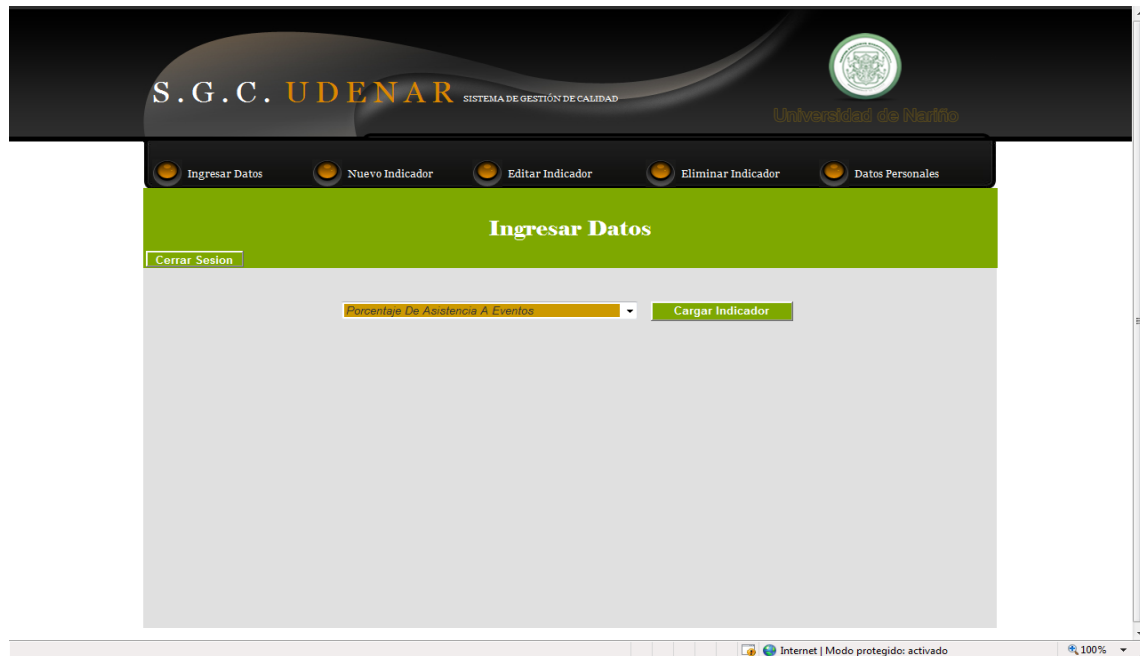 S.G.C. UDENAR SISTEMA DE GESTIÓN DE CALIDAD
Universidad de Nariño
Ingresar Datos
Nuevo Indicador
Editar Indicador
Eliminar Indicador
Datos Personales
Ingresar Datos
Cerrar Sesion
Porcentaje De Asistencia A Eventos
Cargar Indicador
Internet | Modo protegido: activado
100%